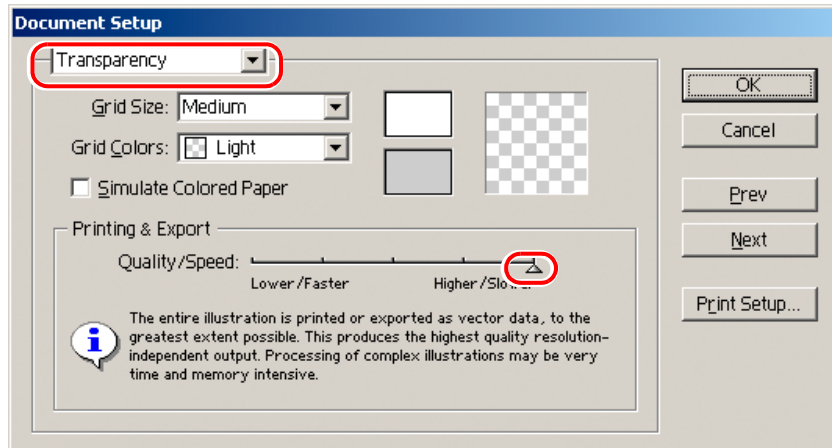 Document Setup
Transparency
Grid Size: Medium
Grid Colors: Light
Simulate Colored Paper
Printing & Export
Quality/Speed:
Lower/Faster Higher/Slower
The entire illustration is printed or exported as vector data, to the
greatest extent possible. This produces the highest quality resolution-
independent output. Processing of complex illustrations may be very
time and memory intensive.
OK
Cancel
Prev
Next
Print Setup...